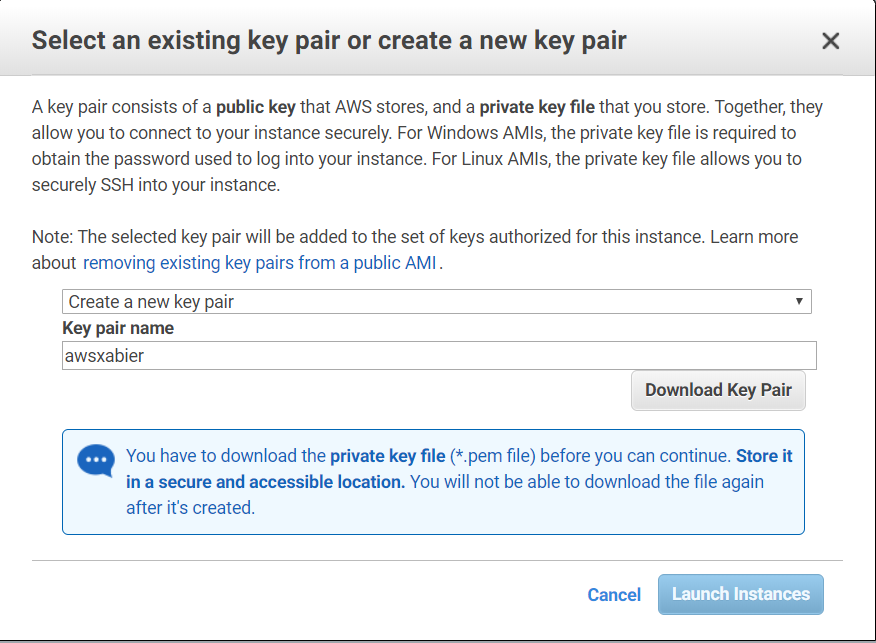 Select an existing key pair or create a new key pair
A key pair consists of a public key that AWS stores, and a private key file that you store. Together, they
allow you to connect to your instance securely. For Windows AMIs, the private key file is required to
obtain the password used to log into your instance. For Linux AMIs, the private key file allows you to
securely SSH into your instance.
Note: The selected key pair will be added to the set of keys authorized for this instance. Learn more
about removing existing key pairs from a public AMI.
Create a new key pair
Key pair name
awsxabier
Download Key Pair
You have to download the private key file (*.pem file) before you can continue. Store it
in a secure and accessible location. You will not be able to download the file again
after it's created.
Cancel Launch Instances